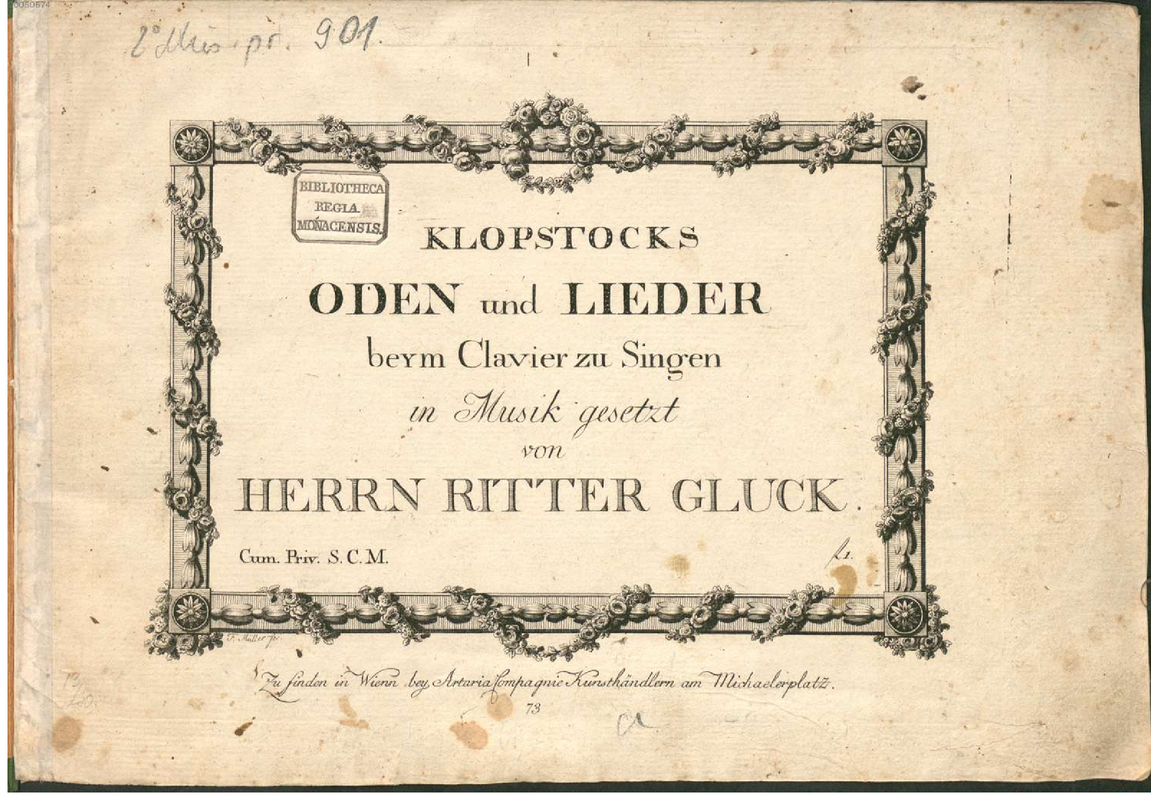 2° Mus. pr. 901.
BIBLIOTHECA
REGIA
MONACENSIS.
KLOPSTOCKS
ODEN und LIEDER
beym Clavier zu Singen
in Musik gesetzt
von
HERRN RITTER GLUCK.
Cum. Priv. S. C. M.
f 1.
Zu finden in Wienn bey Artaria Compagnie Kunsthändlern am Michaelerplatz.
73